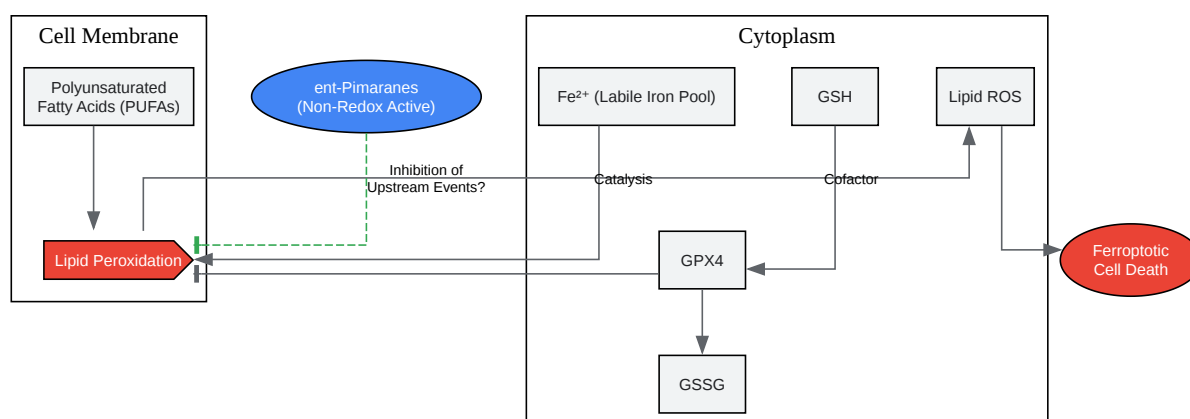 Cell Membrane
Polyunsaturated
Fatty Acids (PUFAs)
Lipid Peroxidation
ent-Pimaranes
(Non-Redox Active)
Inhibition of
Upstream Events?
Cytoplasm
Fe²⁺ (Labile Iron Pool)
GSH
Lipid ROS
Catalysis
Cofactor
GPX4
GSSG
Ferroptotic
Cell Death